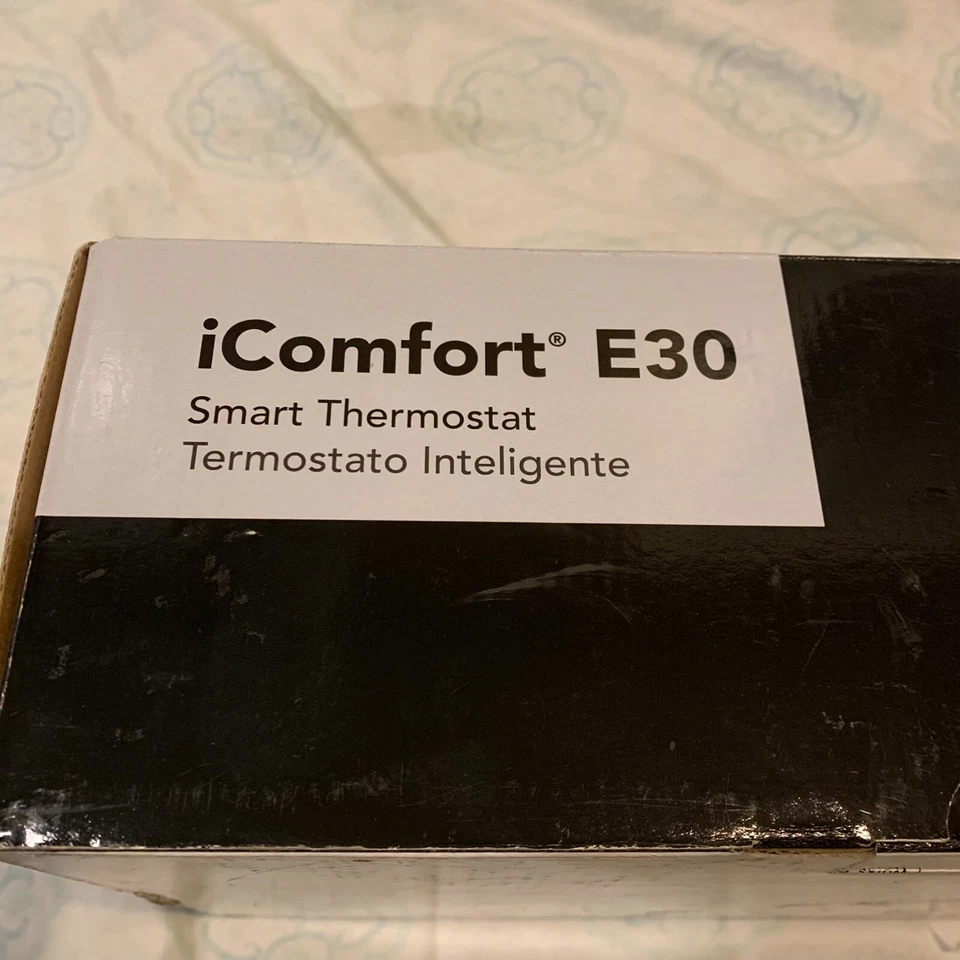 iComfort® E30
Smart Thermostat
Termostato Inteligente